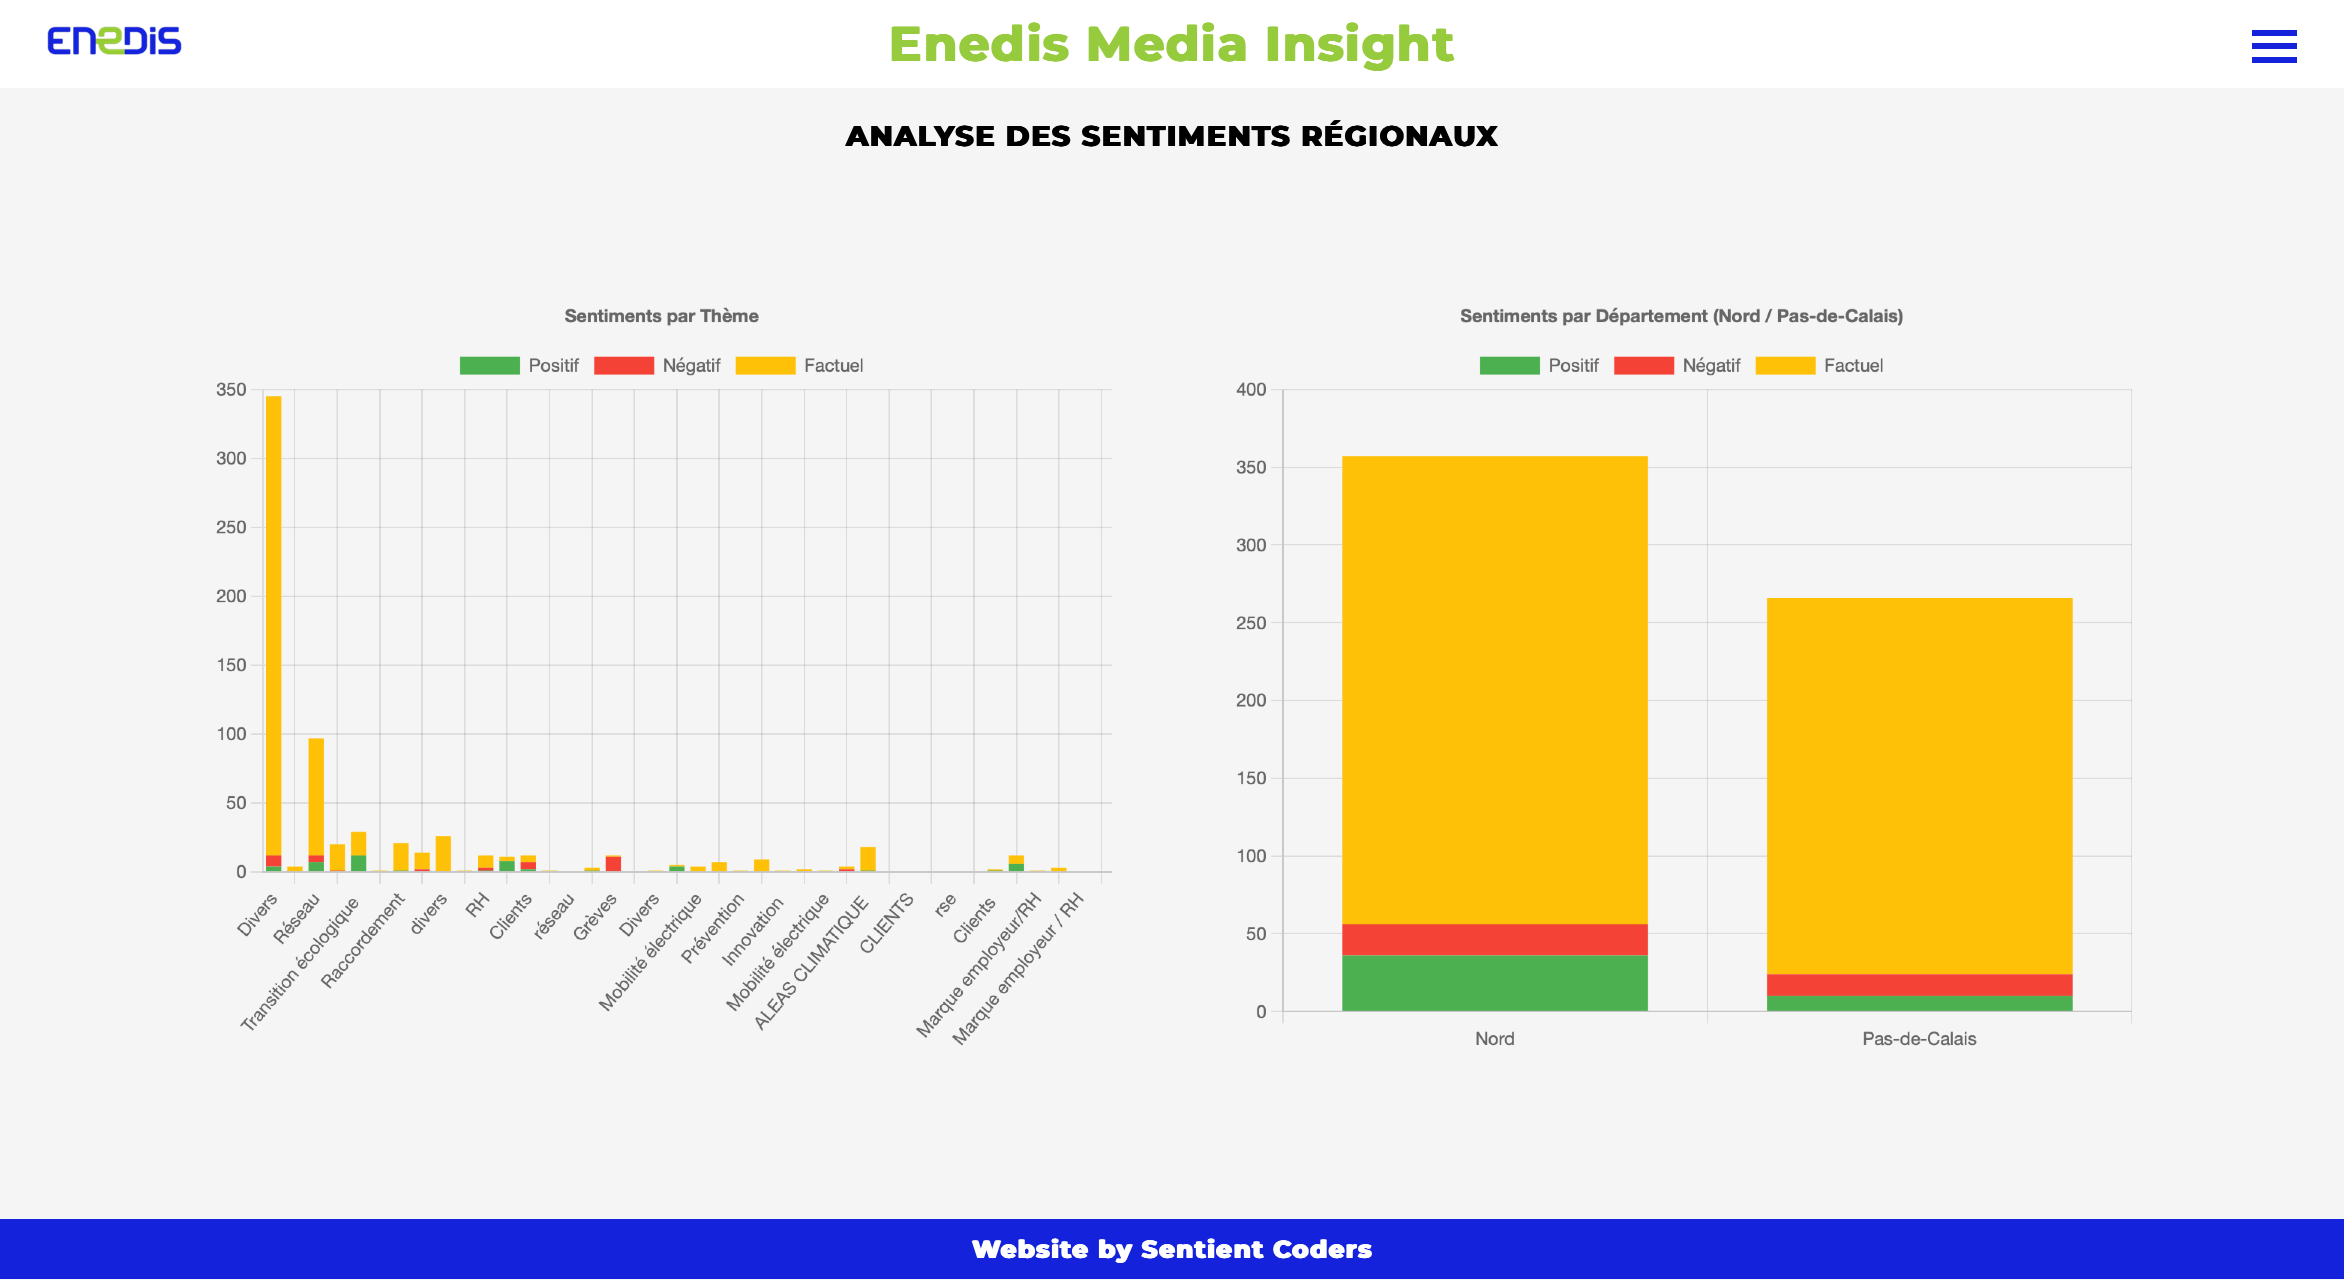 enedis
Enedis Media Insight
ANALYSE DES SENTIMENTS RÉGIONAUX
Sentiments par Thème
Positif Négatif Factuel
350
300
250
200
150
100
50
0
Divers
Réseau
Transition écologique
Raccordement
divers
RH
Clients
réseau
Grèves
Divers
Mobilité électrique
Prévention
Innovation
Mobilité électrique
ALEAS CLIMATIQUE
CLIENTS
rse
Clients
Marque employeur/RH
Marque employeur / RH
Sentiments par Département (Nord / Pas-de-Calais)
Positif Négatif Factuel
400
350
300
250
200
150
100
50
0
Nord
Pas-de-Calais
Website by Sentient Coders